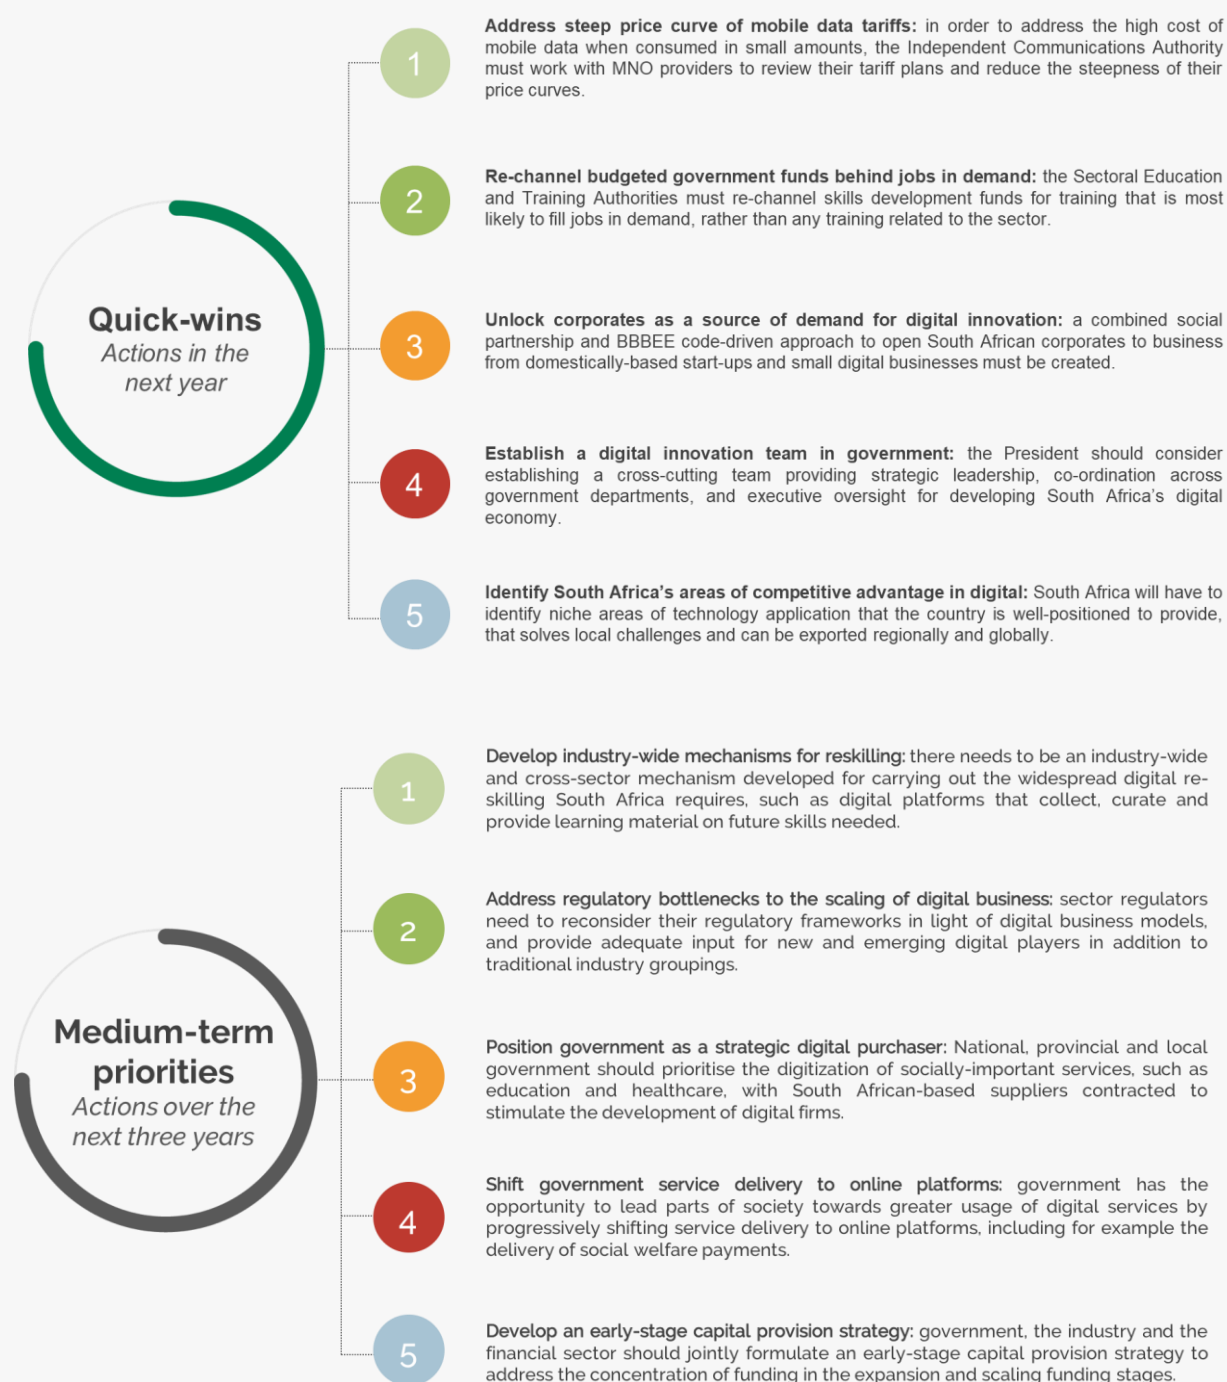 1
Address steep price curve of mobile data tariffs: in order to address the high cost of
mobile data when consumed in small amounts, the Independent Communications Authority
must work with MNO providers to review their tariff plans and reduce the steepness of their
price curves.
2
Re-channel budgeted government funds behind jobs in demand: the Sectoral Education
and Training Authorities must re-channel skills development funds for training that is most
likely to fill jobs in demand, rather than any training related to the sector.
Quick-wins
Actions in the
next year
3
Unlock corporates as a source of demand for digital innovation: a combined social
partnership and BBBEE code-driven approach to open South African corporates to business
from domestically-based start-ups and small digital businesses must be created.
4
Establish a digital innovation team in government: the President should consider
establishing a cross-cutting team providing strategic leadership, co-ordination across
government departments, and executive oversight for developing South Africa's digital
economy.
5
Identify South Africa's areas of competitive advantage in digital: South Africa will have to
identify niche areas of technology application that the country is well-positioned to provide,
that solves local challenges and can be exported regionally and globally.
1
Develop industry-wide mechanisms for reskilling: there needs to be an industry-wide
and cross-sector mechanism developed for carrying out the widespread digital re-
skilling South Africa requires, such as digital platforms that collect, curate and
provide learning material on future skills needed.
2
Address regulatory bottlenecks to the scaling of digital business: sector regulators
need to reconsider their regulatory frameworks in light of digital business models,
and provide adequate input for new and emerging digital players in addition to
traditional industry groupings.
Medium-term
priorities
Actions over the
next three years
3
Position government as a strategic digital purchaser: National, provincial and local
government should prioritise the digitization of socially-important services, such as
education and healthcare, with South African-based suppliers contracted to
stimulate the development of digital firms.
4
Shift government service delivery to online platforms: government has the
opportunity to lead parts of society towards greater usage of digital services by
progressively shifting service delivery to online platforms, including for example the
delivery of social welfare payments.
5
Develop an early-stage capital provision strategy: government, the industry and the
financial sector should jointly formulate an early-stage capital provision strategy to
address the concentration of funding in the expansion and scaling funding stages.